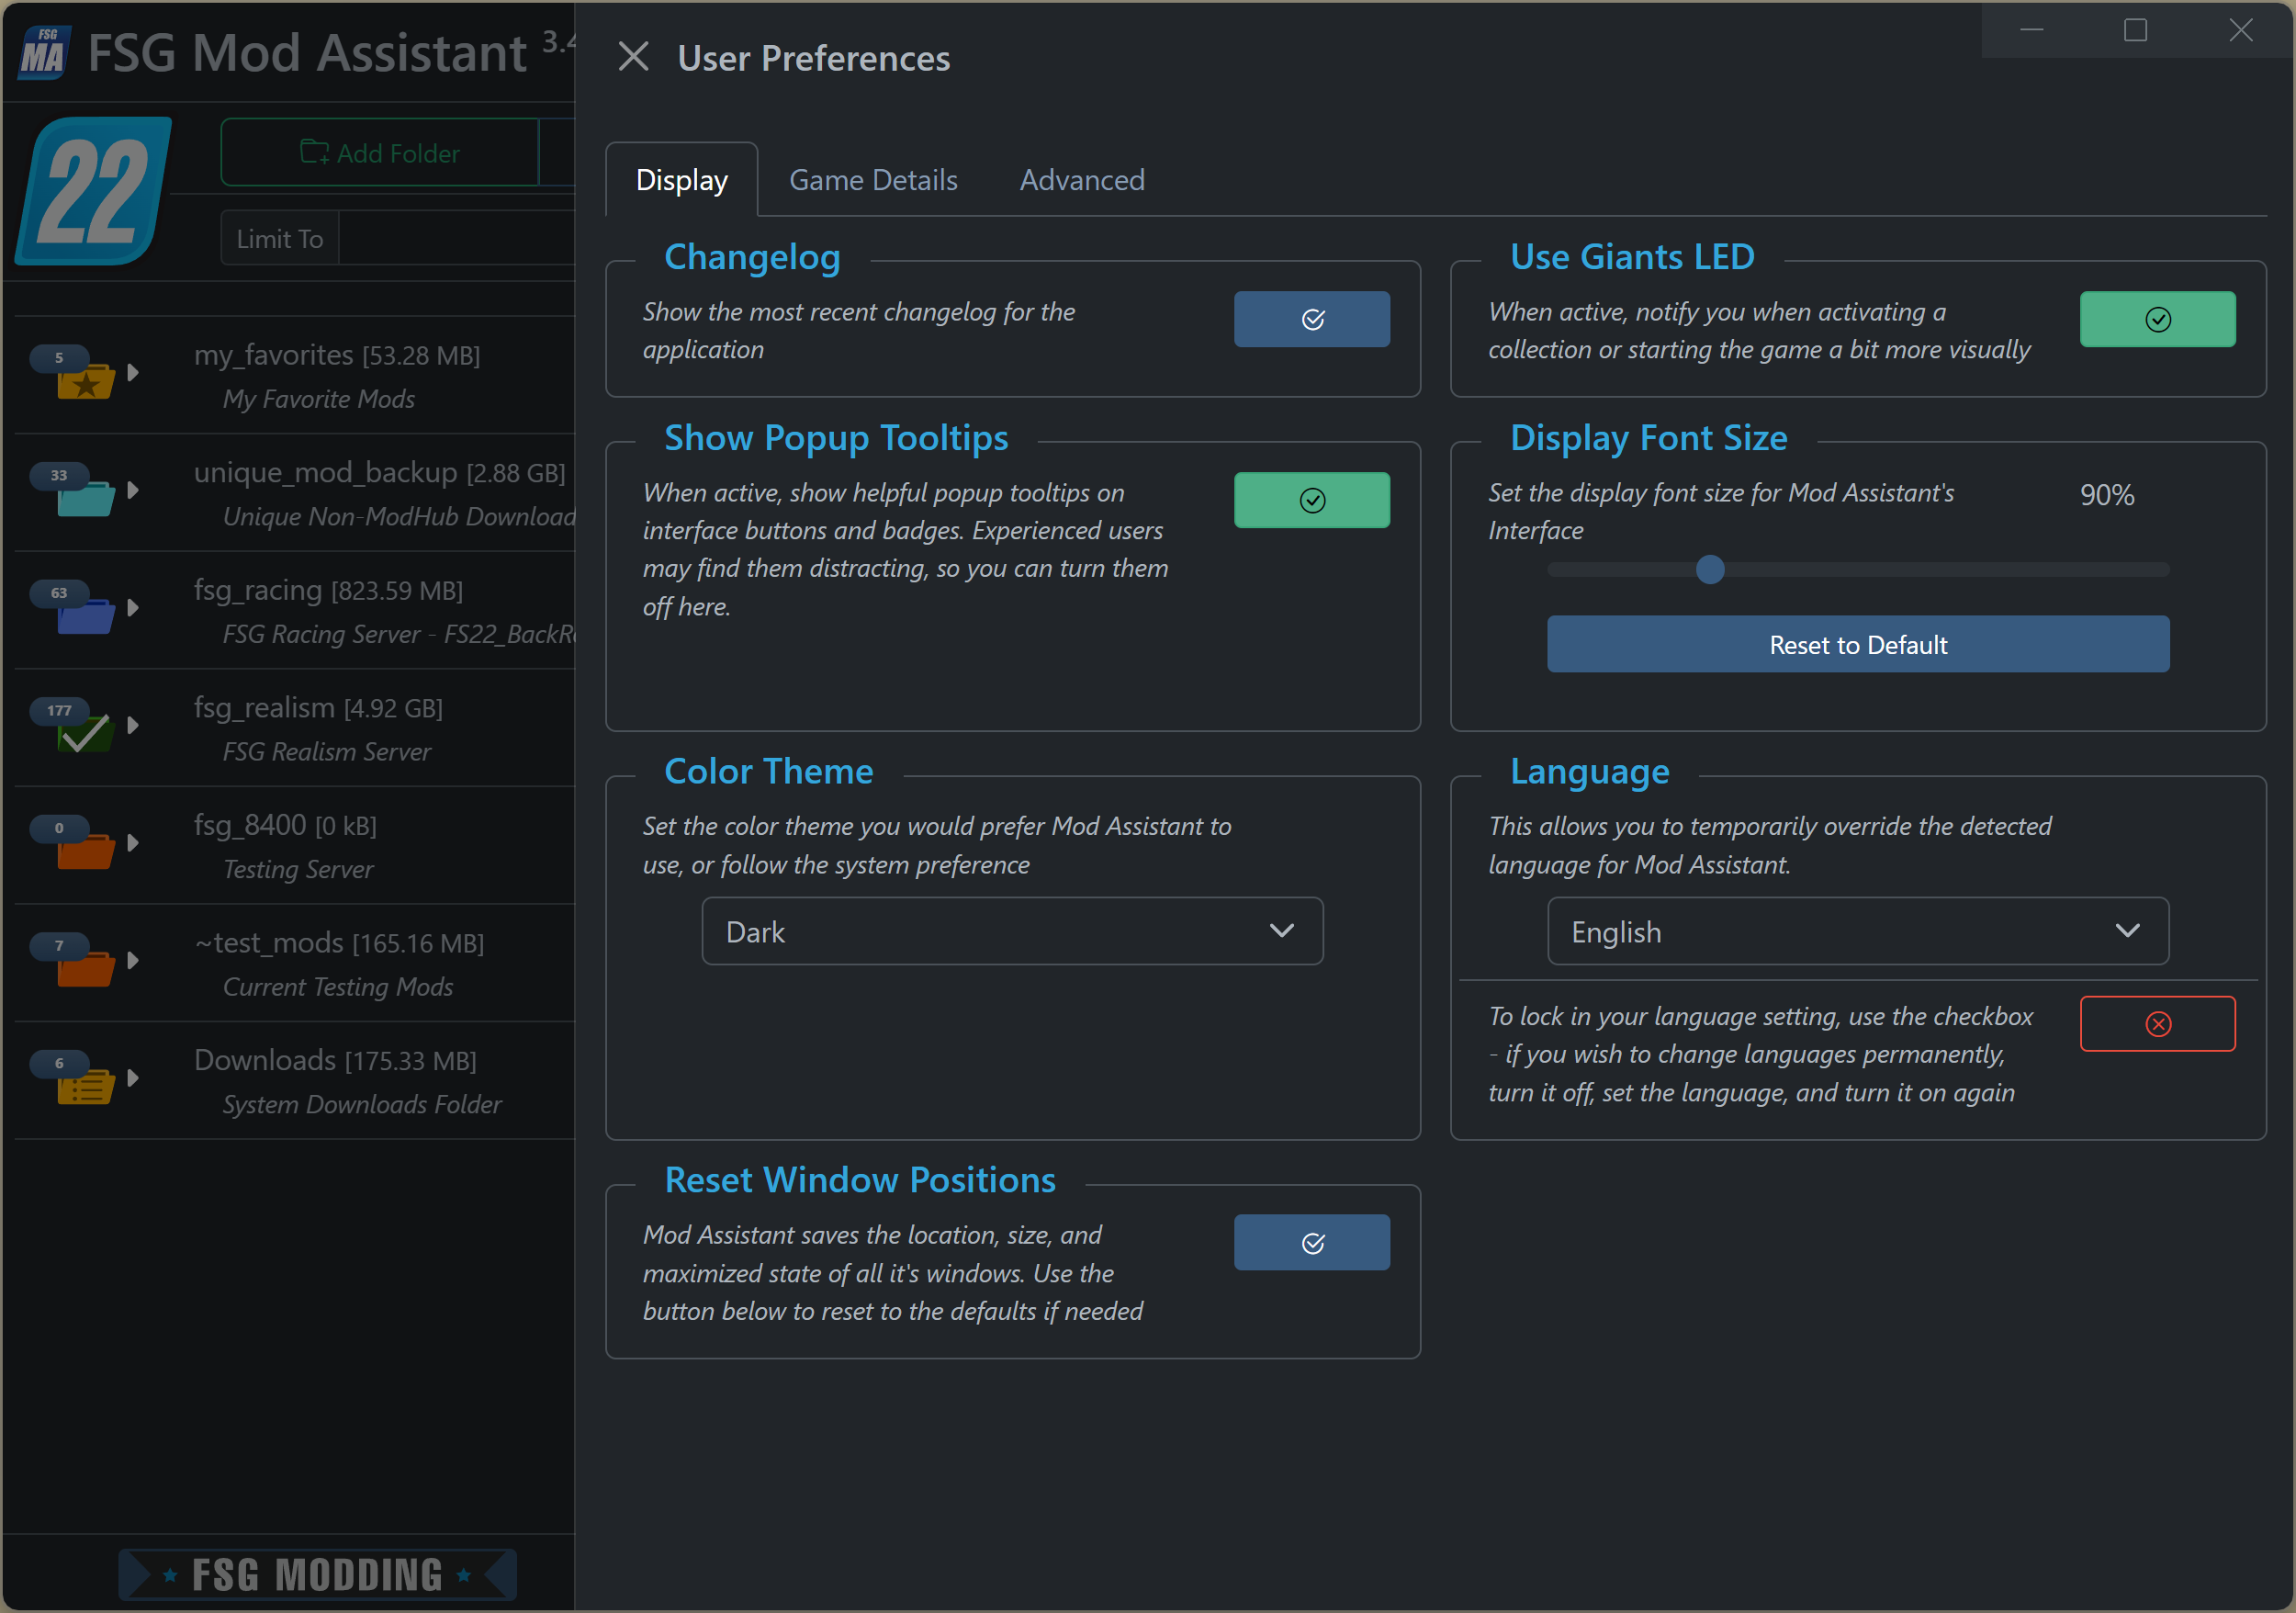 FSG
MA
FSG Mod Assistant 3.4
22
Add Folder
Limit To
5
my_favorites [53.28 MB]
My Favorite Mods
33
unique_mod_backup [2.88 GB]
Unique Non-ModHub Download
63
fsg_racing [823.59 MB]
FSG Racing Server - FS22_BackRo
177
fsg_realism [4.92 GB]
FSG Realism Server
0
fsg_8400 [0 kB]
Testing Server
7
~test_mods [165.16 MB]
Current Testing Mods
6
Downloads [175.33 MB]
System Downloads Folder
FSG MODDING
User Preferences
Display
Game Details
Advanced
Changelog
Show the most recent changelog for the
application
Use Giants LED
When active, notify you when activating a
collection or starting the game a bit more visually
Show Popup Tooltips
When active, show helpful popup tooltips on
interface buttons and badges. Experienced users
may find them distracting, so you can turn them
off here.
Display Font Size
Set the display font size for Mod Assistant's
Interface
90%
Reset to Default
Color Theme
Set the color theme you would prefer Mod Assistant to
use, or follow the system preference
Dark
Language
This allows you to temporarily override the detected
language for Mod Assistant.
English
To lock in your language setting, use the checkbox
- if you wish to change languages permanently,
turn it off, set the language, and turn it on again
Reset Window Positions
Mod Assistant saves the location, size, and
maximized state of all it's windows. Use the
button below to reset to the defaults if needed